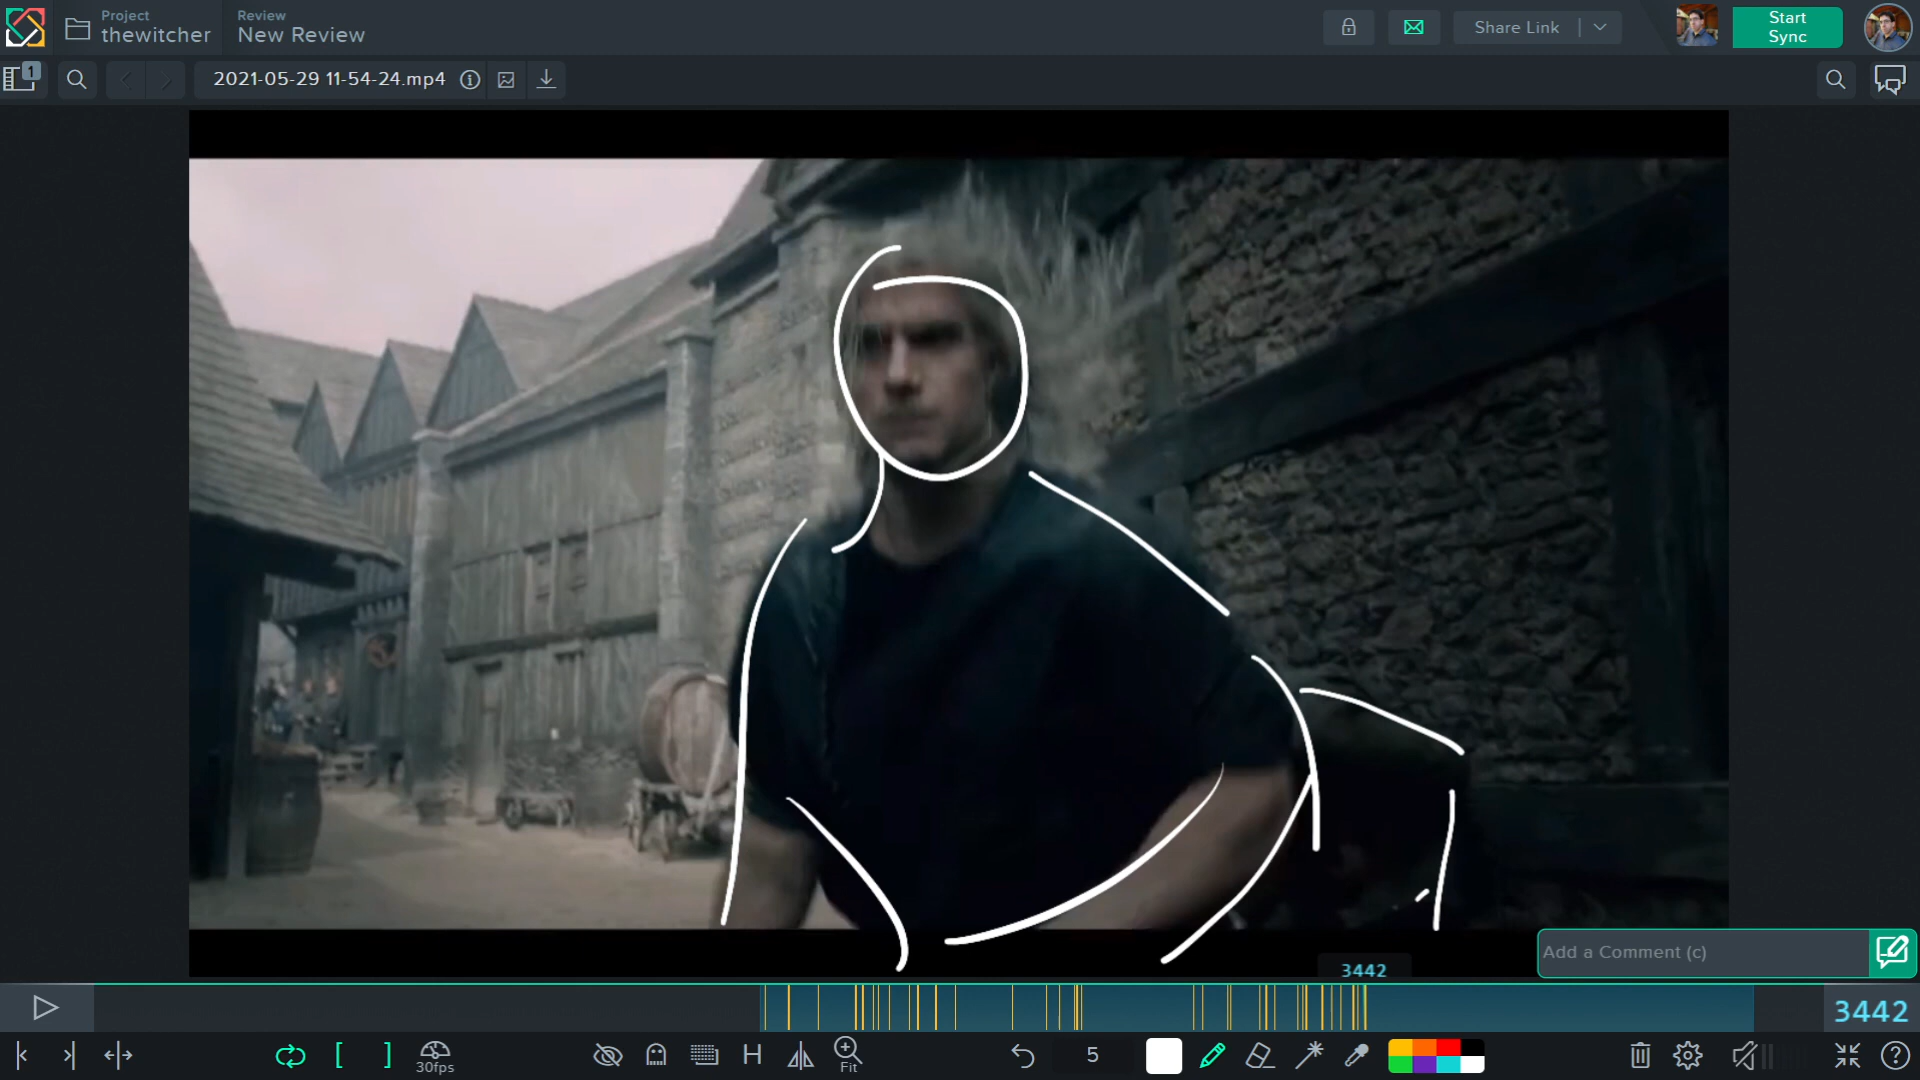 Project
thewitcher
Review
New Review
Share Link
Start
Sync
1
2021-05-29 11-54-24.mp4
Add a Comment (c)
3442
3442
[ ]
30fps
H
Fit
5